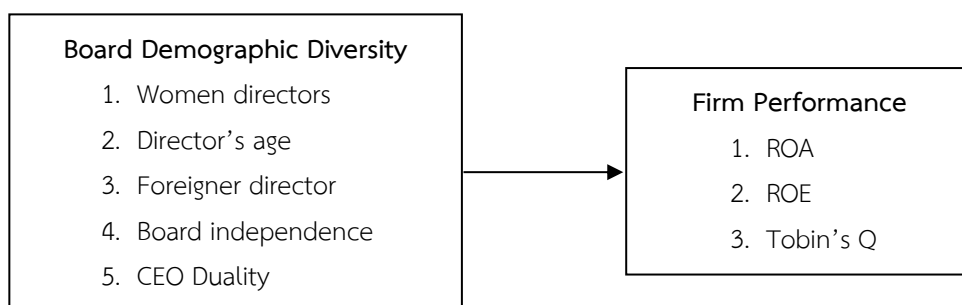 Board Demographic Diversity
1. Women directors
2. Director’s age
3. Foreigner director
4. Board independence
5. CEO Duality
Firm Performance
1. ROA
2. ROE
3. Tobin’s Q